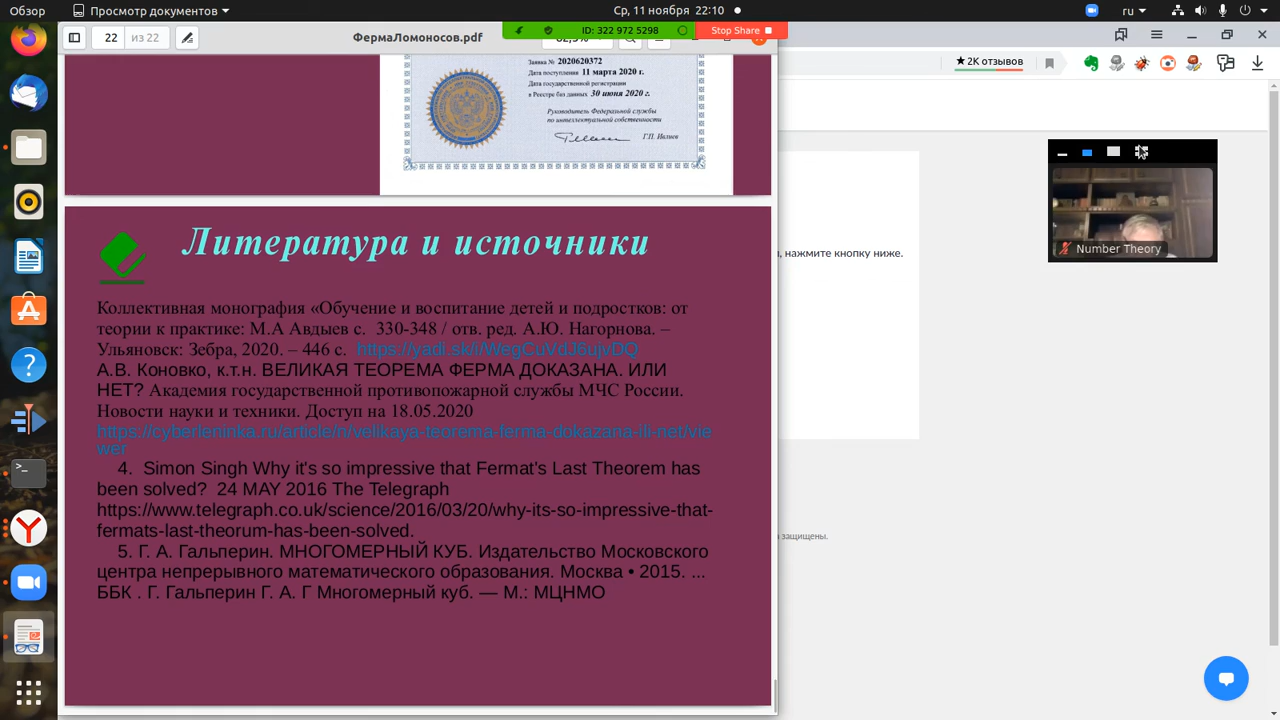 Обзор
Просмотр документов
Ср, 11 ноября 22:10
ru
22
из 22
ФермаЛомоносов.pdf
ID: 322 972 5298
Stop Share
2K отзывов
Заявка № 2020620372
Дата поступления 11 марта 2020 г.
Дата государственной регистрации
в Реестре баз данных 30 июня 2020 г.
Руководитель Федеральной службы
по интеллектуальной собственности
Г.П. Ивлиев
Литература и источники
Коллективная монография «Обучение и воспитание детей и подростков: от
теории к практике: М.А Авдыев с. 330-348 / отв. ред. А.Ю. Нагорнова. –
Ульяновск: Зебра, 2020. – 446 с. https://yadi.sk/i/WegCuVdJ6ujvDQ
А.В. Коновко, к.т.н. ВЕЛИКАЯ ТЕОРЕМА ФЕРМА ДОКАЗАНА. ИЛИ
НЕТ? Академия государственной противопожарной службы МЧС России.
Новости науки и техники. Доступ на 18.05.2020
https://cyberleninka.ru/article/n/velikaya-teorema-ferma-dokazana-ili-net/vie
wer
4. Simon Singh Why it's so impressive that Fermat's Last Theorem has
been solved? 24 MAY 2016 The Telegraph
https://www.telegraph.co.uk/science/2016/03/20/why-its-so-impressive-that-
fermats-last-theorum-has-been-solved.
5. Г. А. Гальперин. МНОГОМЕРНЫЙ КУБ. Издательство Московского
центра непрерывного математического образования. Москва • 2015. ...
ББК . Г. Гальперин Г. А. Г Многомерный куб. — М.: МЦНМО
, нажмите кнопку ниже.
защищены.
Number Theory